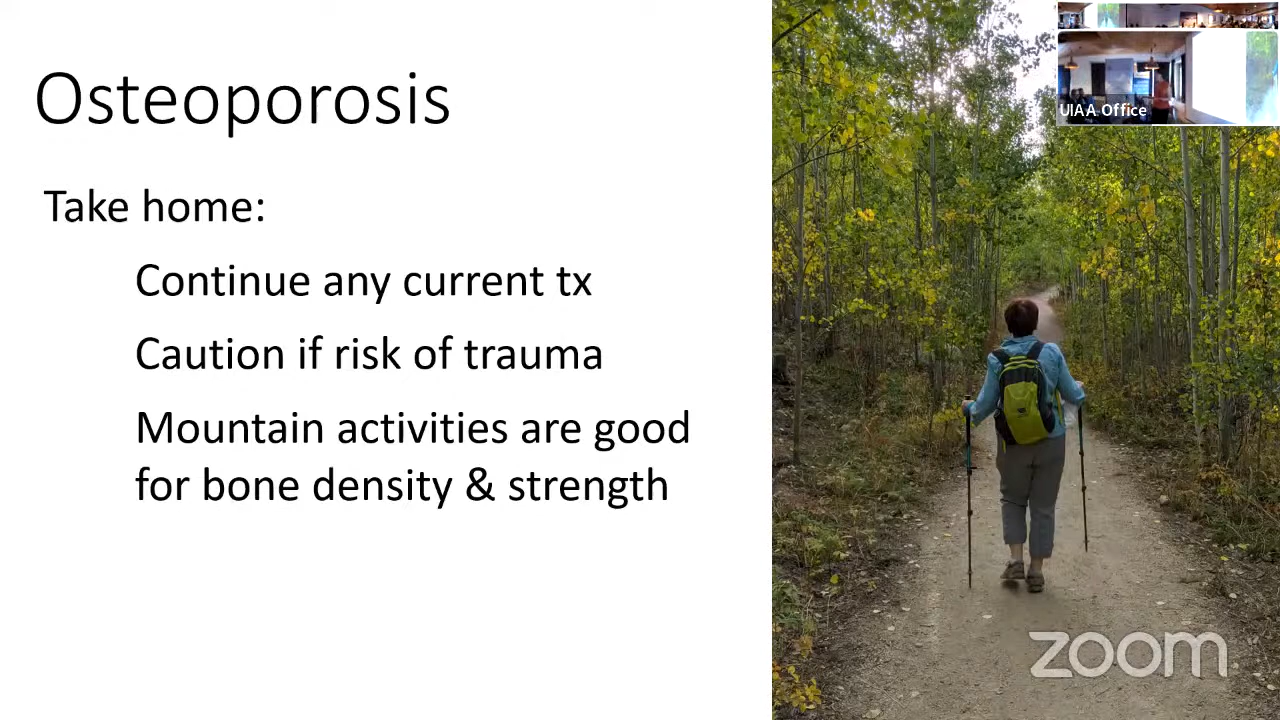 Osteoporosis
Take home:
Continue any current tx
Caution if risk of trauma
Mountain activities are good
for bone density & strength
UIAA Office
zoom